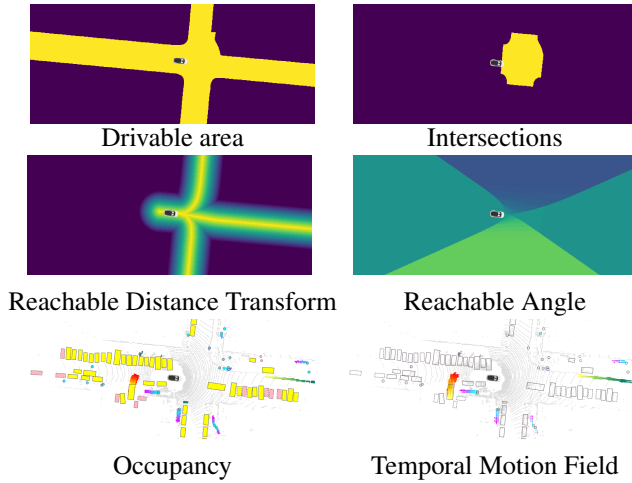 Drivable area
Intersections
Reachable Distance Transform
Reachable Angle
Occupancy
Temporal Motion Field